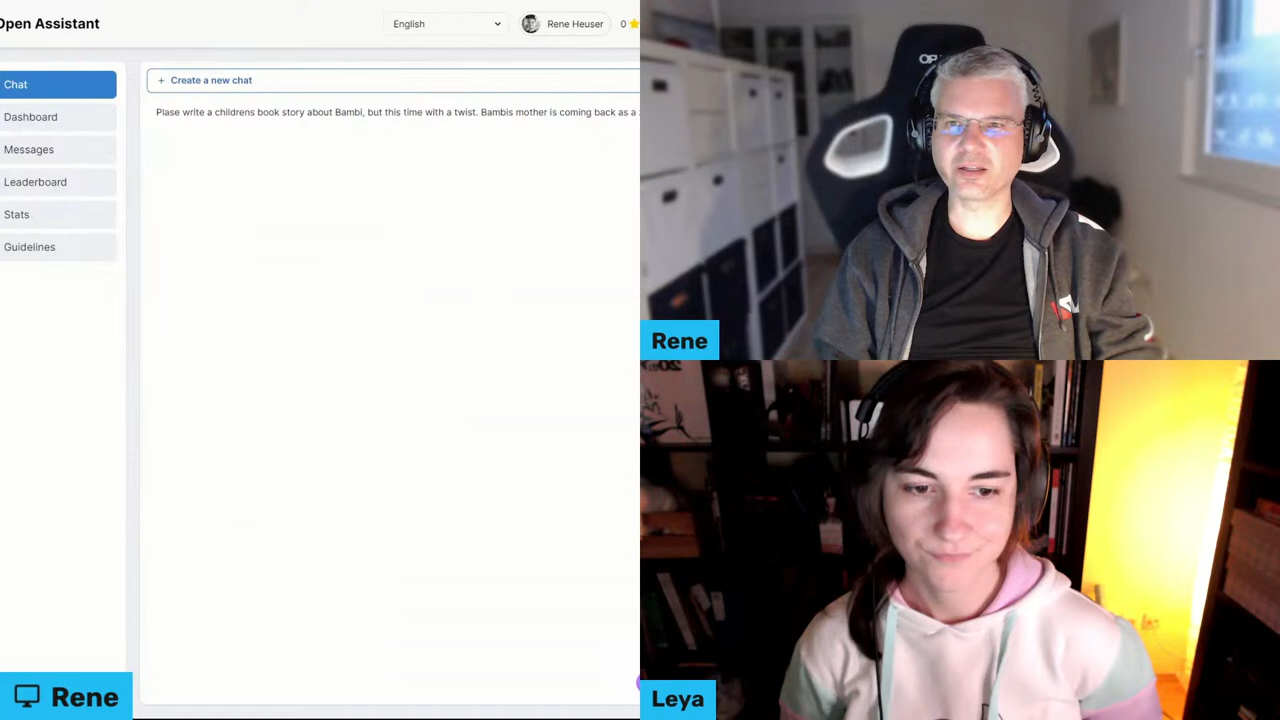 Open Assistant
English
Rene Heuser
0
Chat
+ Create a new chat
Plase write a childrens book story about Bambi, but this time with a twist. Bambis mother is coming back as a
Dashboard
Messages
Leaderboard
Stats
Guidelines
Rene
Rene
Leya